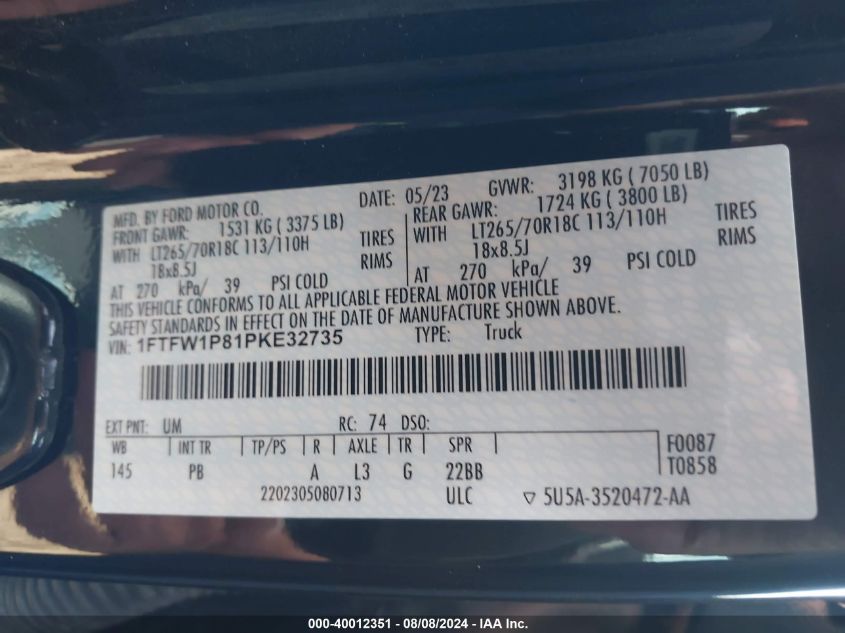 MFD. BY FORD MOTOR CO. DATE: 05/23 GVWR: 3198 KG ( 7050 LB)
FRONT GAWR: 1531 KG ( 3375 LB) REAR GAWR: 1724 KG ( 3800 LB)
WITH LT265/70R18C 113/110H TIRES WITH LT265/70R18C 113/110H TIRES
18x8.5J RIMS 18x8.5J RIMS
AT 270 kPa/ 39 PSI COLD AT 270 kPa/ 39 PSI COLD
THIS VEHICLE CONFORMS TO ALL APPLICABLE FEDERAL MOTOR VEHICLE
SAFETY STANDARDS IN EFFECT ON THE DATE OF MANUFACTURE SHOWN ABOVE.
VIN: 1FTFW1P81PKE32735 TYPE: Truck
EXT PNT: UM RC: 74 DSO:
WB INT TR TP/PS R AXLE TR SPR F0087
145 PB A L3 G 22BB T0858
2202305080713 ULC ▽ 5U5A-3520472-AA
000-40012351 | 08/08/2024 - IAA Inc.